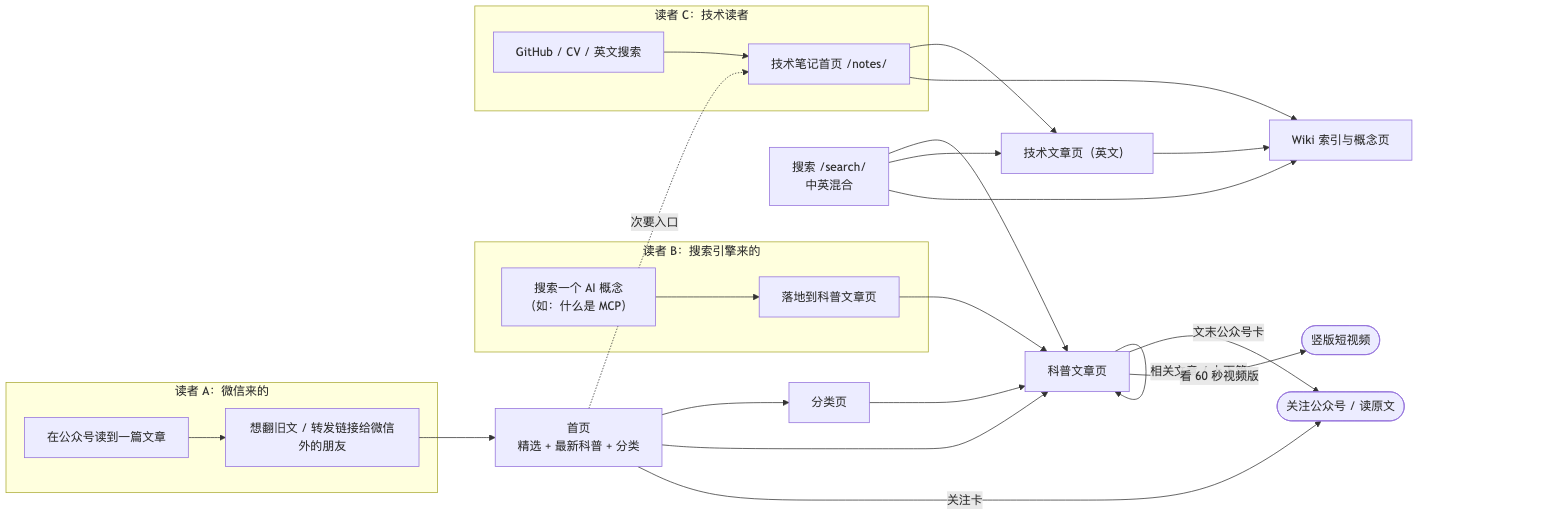 读者 C：技术读者
GitHub / CV / 英文搜索
技术笔记首页 /notes/
Wiki 索引与概念页
技术文章页（英文）
搜索 /search/
中英混合
次要入口
读者 B：搜索引擎来的
搜索一个 AI 概念
（如：什么是 MCP）
落地到科普文章页
文末公众号卡
竖版短视频
科普文章页
相关文
看 60 秒视频版
读者 A：微信来的
在公众号读到一篇文章
想翻旧文 / 转发链接给微信
外的朋友
分类页
关注公众号 / 读原文
首页
精选 + 最新科普 + 分类
关注卡